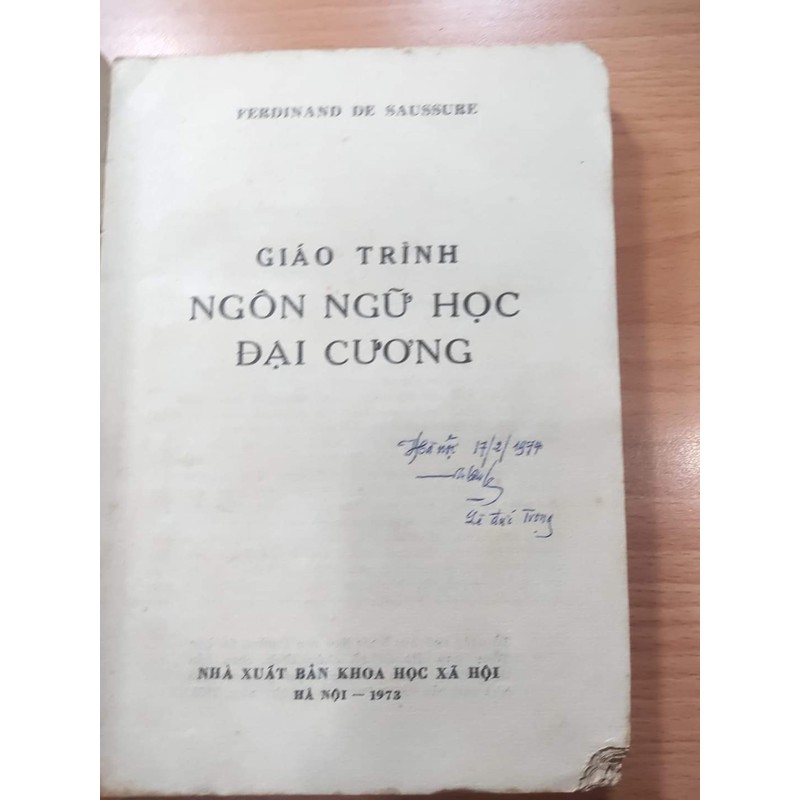 FERDINAND DE SAUSSURE
GIÁO TRÌNH
NGÔN NGỮ HỌC
ĐẠI CƯƠNG
Hà nội 17/2/1974
Lê đức Trọng
NHÀ XUẤT BẢN KHOA HỌC XÃ HỘI
HÀ NỘI — 1973